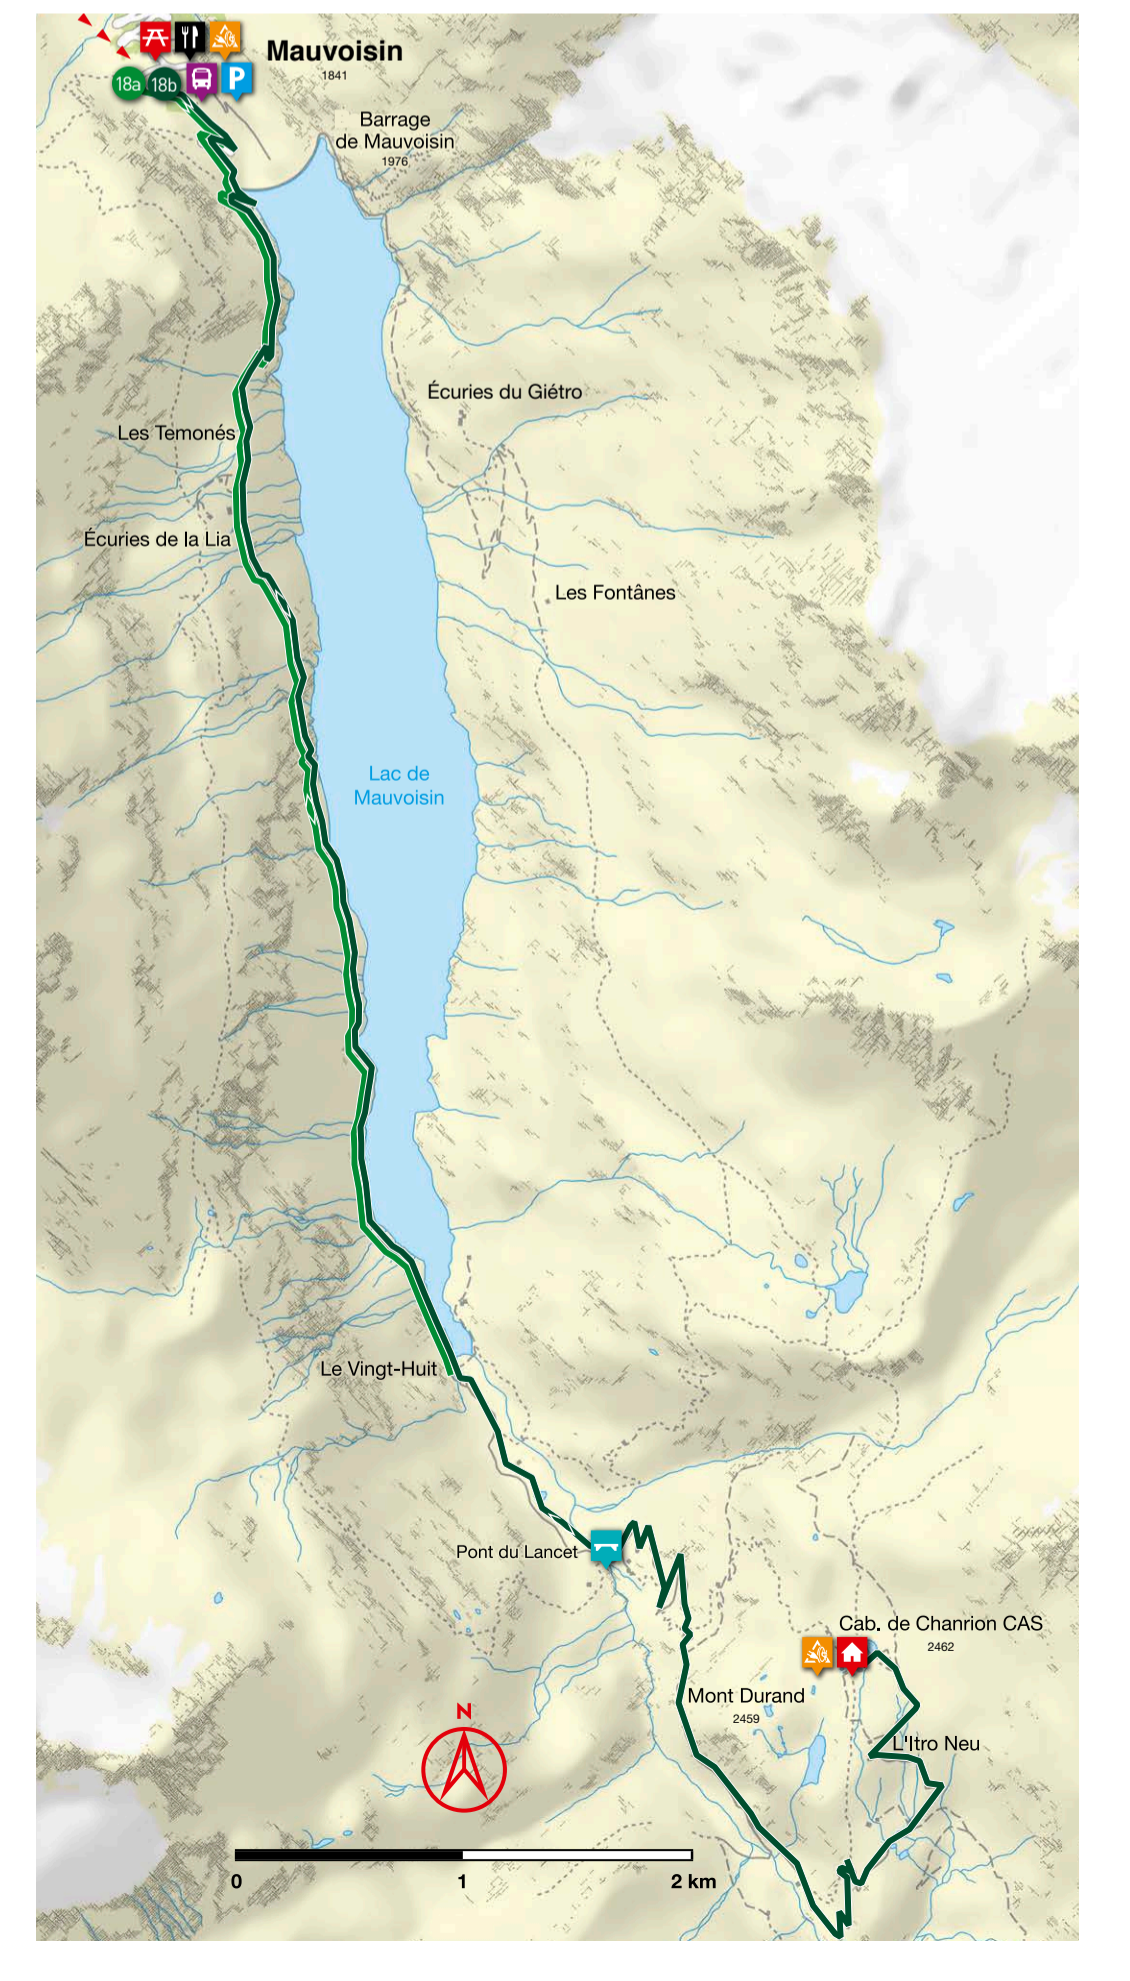 Mauvoisin
1841
18a
18b
P
Barrage
de Mauvoisin
1976
Écuries du Giétro
Les Temonés
Écuries de la Lia
Les Fontânes
Lac de
Mauvoisin
Le Vingt-Huit
Pont du Lancet
Cab. de Chanrion CAS
2462
Mont Durand
2459
L'Itro Neu
N
0
1
2 km